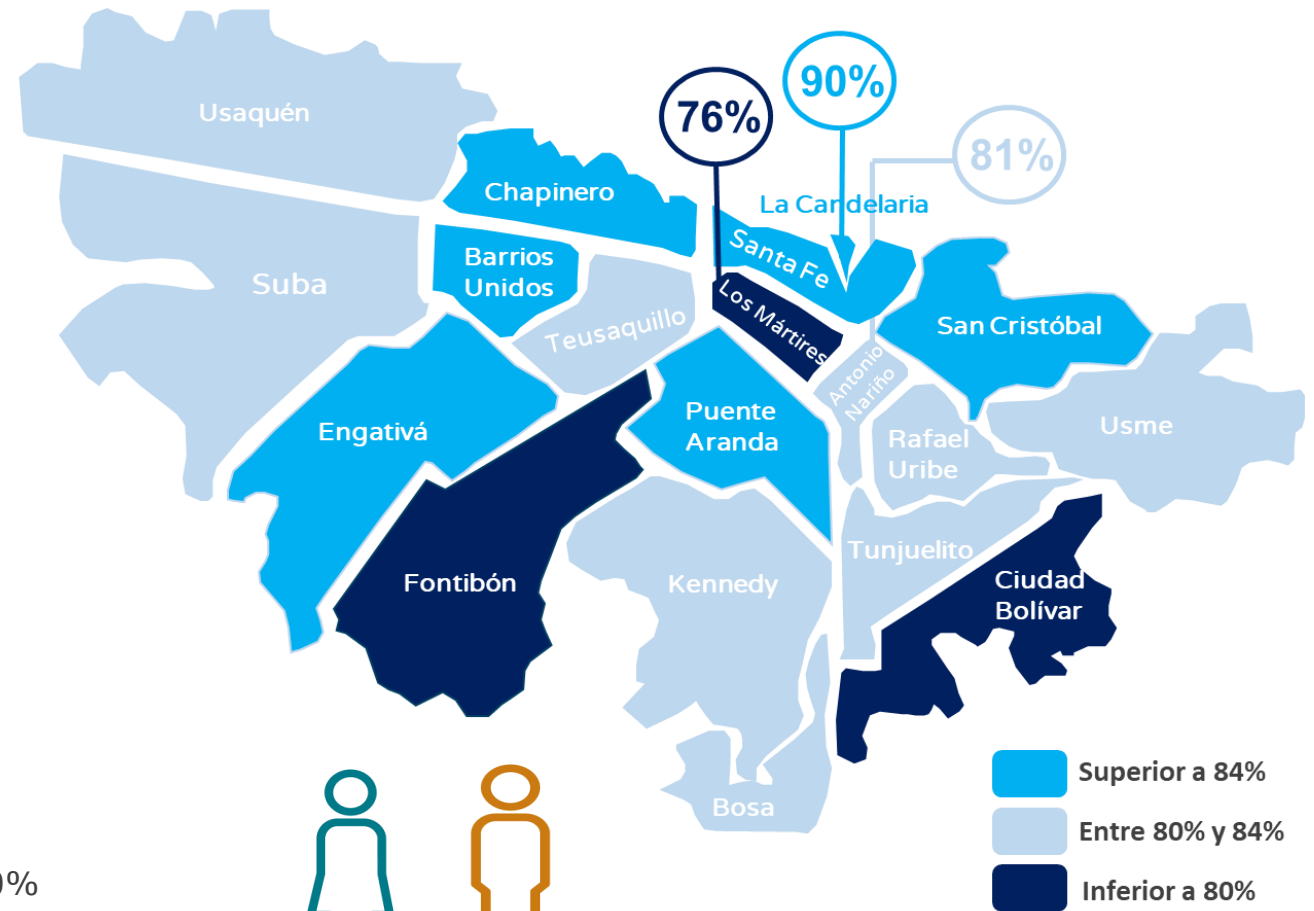 90%
76%
81%
Usaquén
Chapinero
La Candelaria
Santa Fe
Barrios
Unidos
Suba
Teusaquillo
Los Mártires
San Cristóbal
Antonio
Nariño
Puente
Aranda
Engativá
Rafael
Uribe
Usme
Tunjuelito
Fontibón
Kennedy
Ciudad
Bolívar
Bosa
Superior a 84%
Entre 80% y 84%
Inferior a 80%